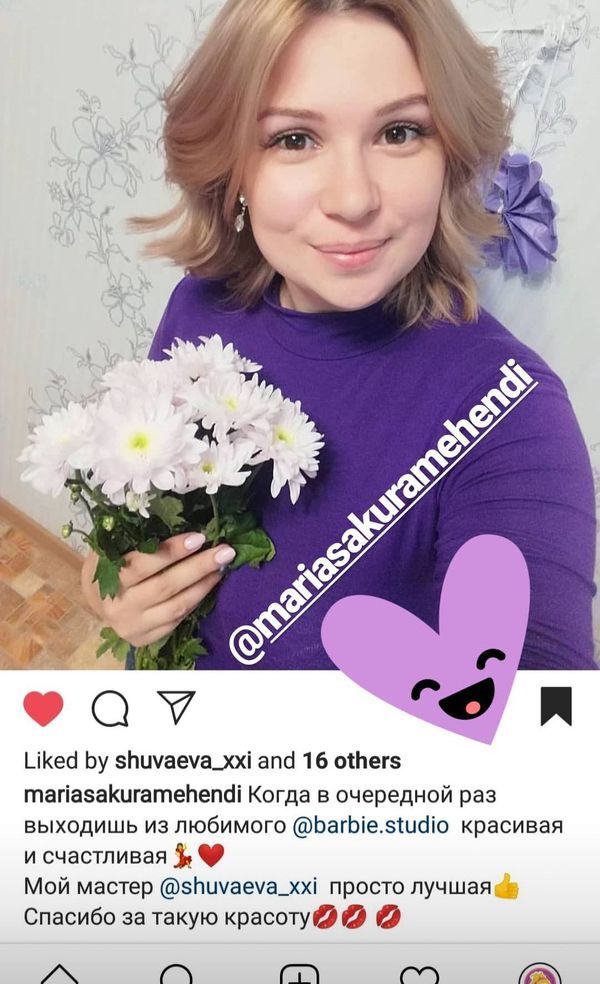 @mariasakuramehendi
Liked by shuvaeva_xxi and 16 others
mariasakuramehendi Когда в очередной раз
выходишь из любимого @barbie.studio красивая
и счастливая💃❤️
Мой мастер @shuvaeva_xxi просто лучшая👍
Спасибо за такую красоту💋💋 💋